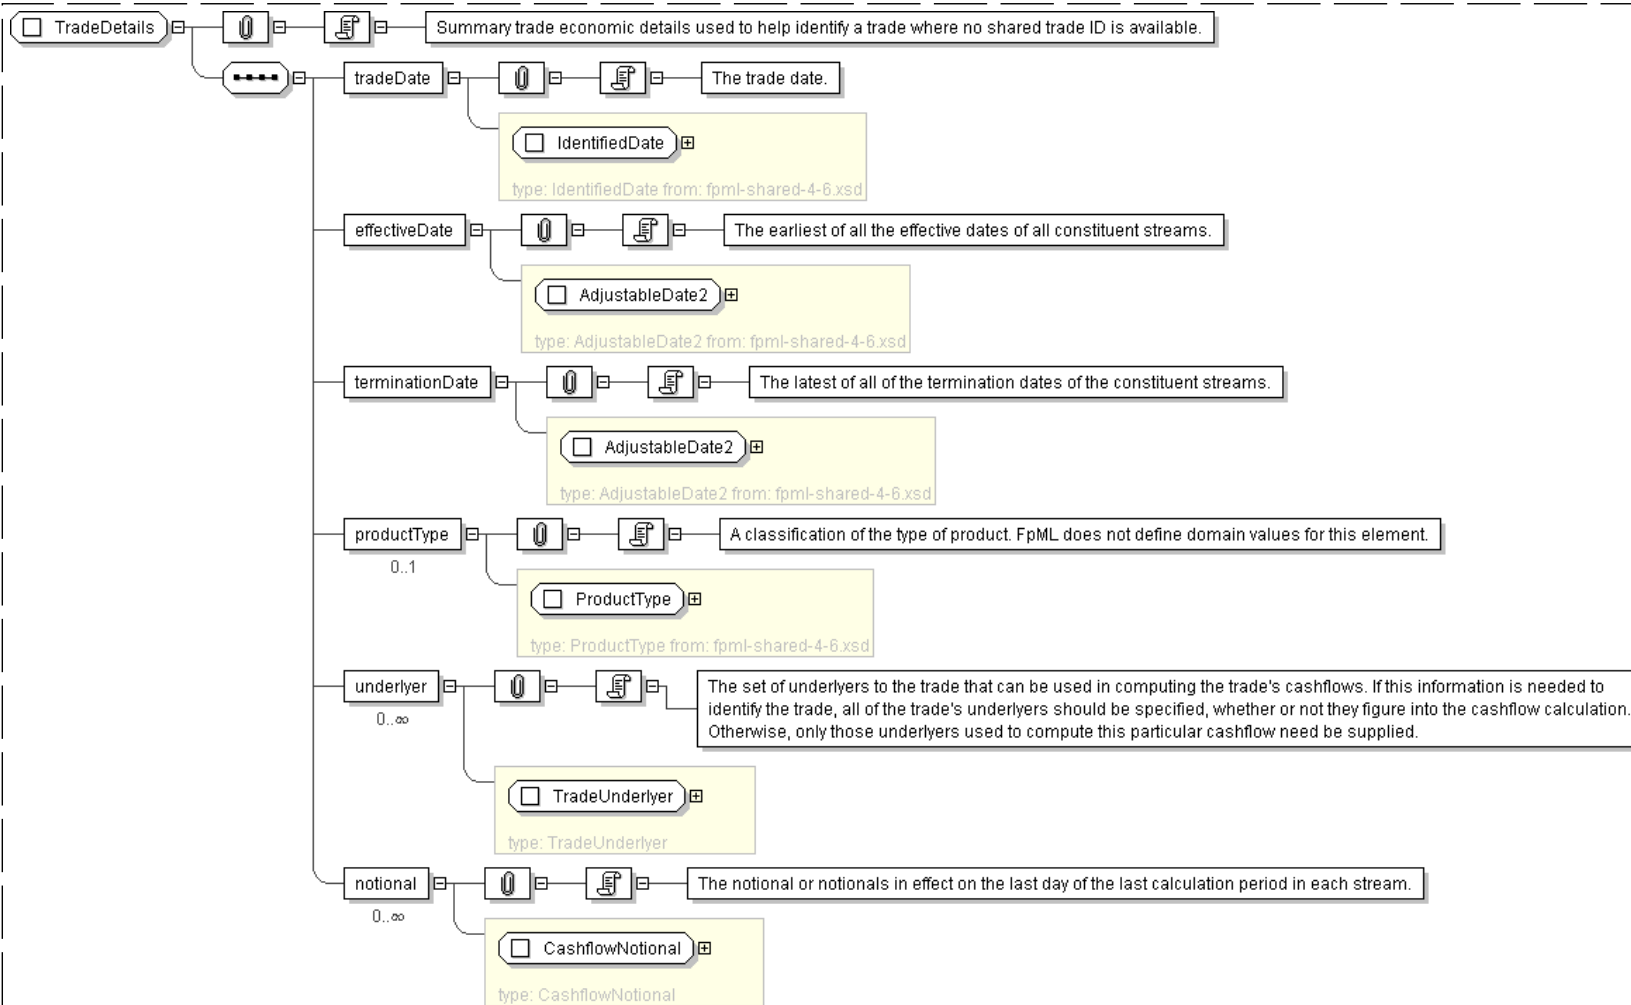 TradeDetails
Summary trade economic details used to help identify a trade where no shared trade ID is available.
tradeDate
The trade date.
IdentifiedDate
type: IdentifiedDate from: fpml-shared-4-6.xsd
effectiveDate
The earliest of all the effective dates of all constituent streams.
AdjustableDate2
type: AdjustableDate2 from: fpml-shared-4-6.xsd
terminationDate
The latest of all of the termination dates of the constituent streams.
AdjustableDate2
type: AdjustableDate2 from: fpml-shared-4-6.xsd
productType
A classification of the type of product. FpML does not define domain values for this element.
0..1
ProductType
type: ProductType from: fpml-shared-4-6.xsd
underlyer
0..∞
The set of underlyers to the trade that can be used in computing the trade's cashflows. If this information is needed to
identify the trade, all of the trade's underlyers should be specified, whether or not they figure into the cashflow calculation.
Otherwise, only those underlyers used to compute this particular cashflow need be supplied.
TradeUnderlyer
type: TradeUnderlyer
notional
The notional or notionals in effect on the last day of the last calculation period in each stream.
0..∞
CashflowNotional
type: CashflowNotional